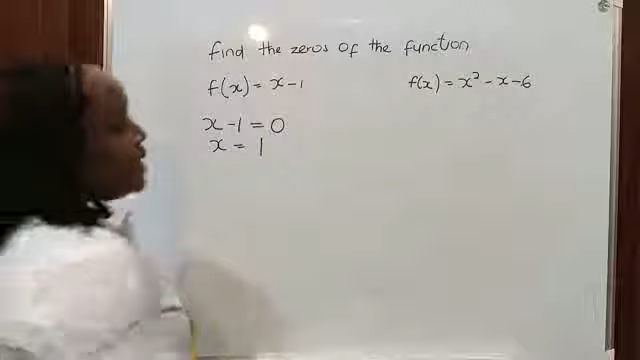 find the zeros of the function
f(x) = x - 1
x - 1 = 0
x = 1
f(x) = x² - x - 6